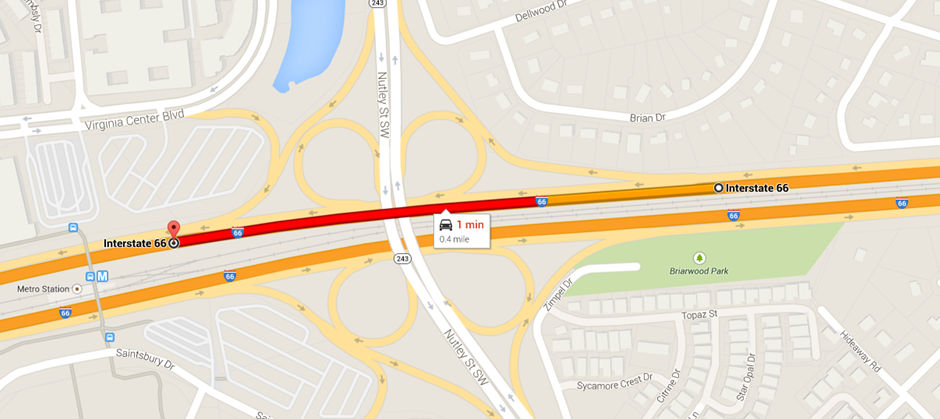 243
Dellwood Dr
Nutley St SW
Virginia Center Blvd
Brian Dr
Interstate 66
66
66
66
Interstate 66
66
1 min
0.4 mile
243
M
Metro Station
66
66
Briarwood Park
Zimpel Dr
Topaz St
Hideaway Rd
Nutley St SW
Saintsbury Dr
Sycamore Crest Dr
Citrine Dr
Star Opal Dr
Ln